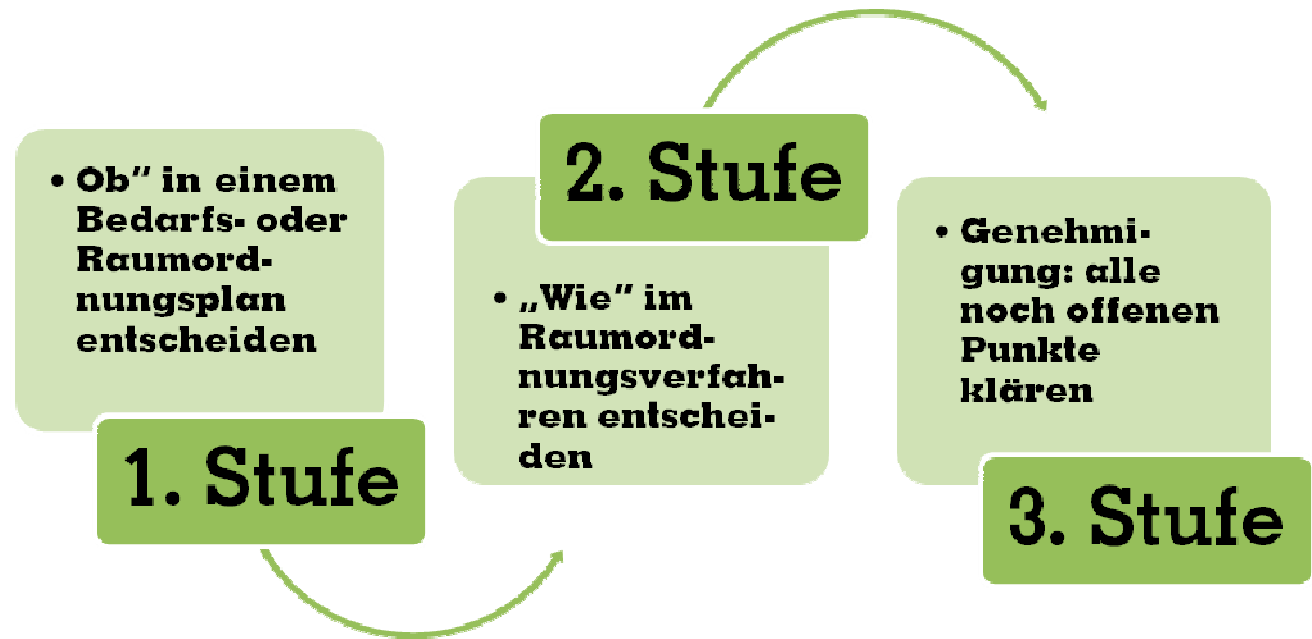 • Ob" in einem
Bedarfs- oder
Raumord-
nungsplan
entscheiden
1. Stufe
2. Stufe
• „Wie" im
Raumord-
nungsverfah-
ren entschei-
den
• Genehmi-
gung: alle
noch offenen
Punkte
klären
3. Stufe